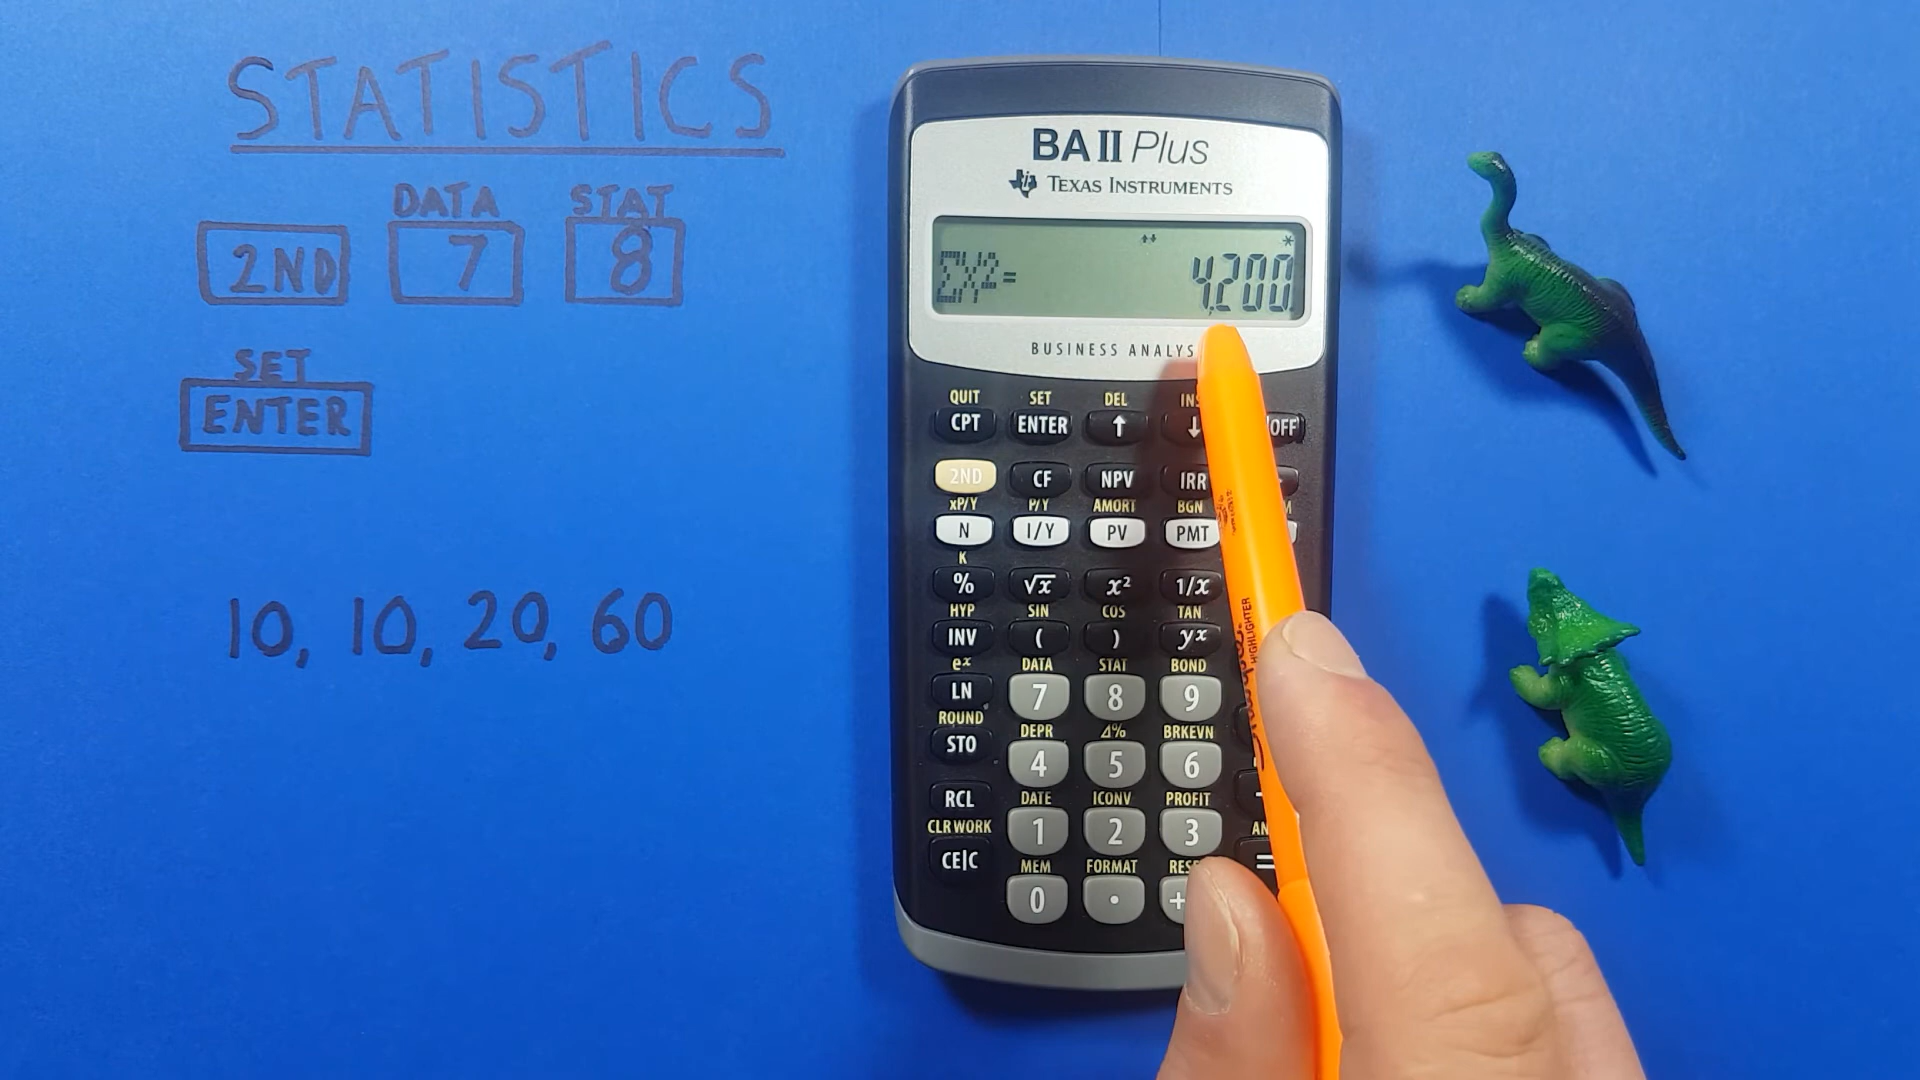 STATISTICS
DATA STAT
2ND 7 8
SET
ENTER
10, 10, 20, 60
BA II Plus
TEXAS INSTRUMENTS
ΣX²= 4,200.
BUSINESS
QUIT SET DEL
CPT ENTER ↑ ↓
2ND CF NPV IRR
xP/Y P/Y AMORT BGN
N I/Y PV PMT
K
% √x x² 1/x
HYP SIN COS TAN
INV ( ) yˣ
eˣ DATA STAT BOND
LN 7 8 9
ROUND DEPR Δ% BRKEVN
STO 4 5 6
DATE ICONV PROFIT
RCL 1 2 3
CLR WORK
CE|C =
MEM FORMAT
0 . +
HIGHLIGHTER